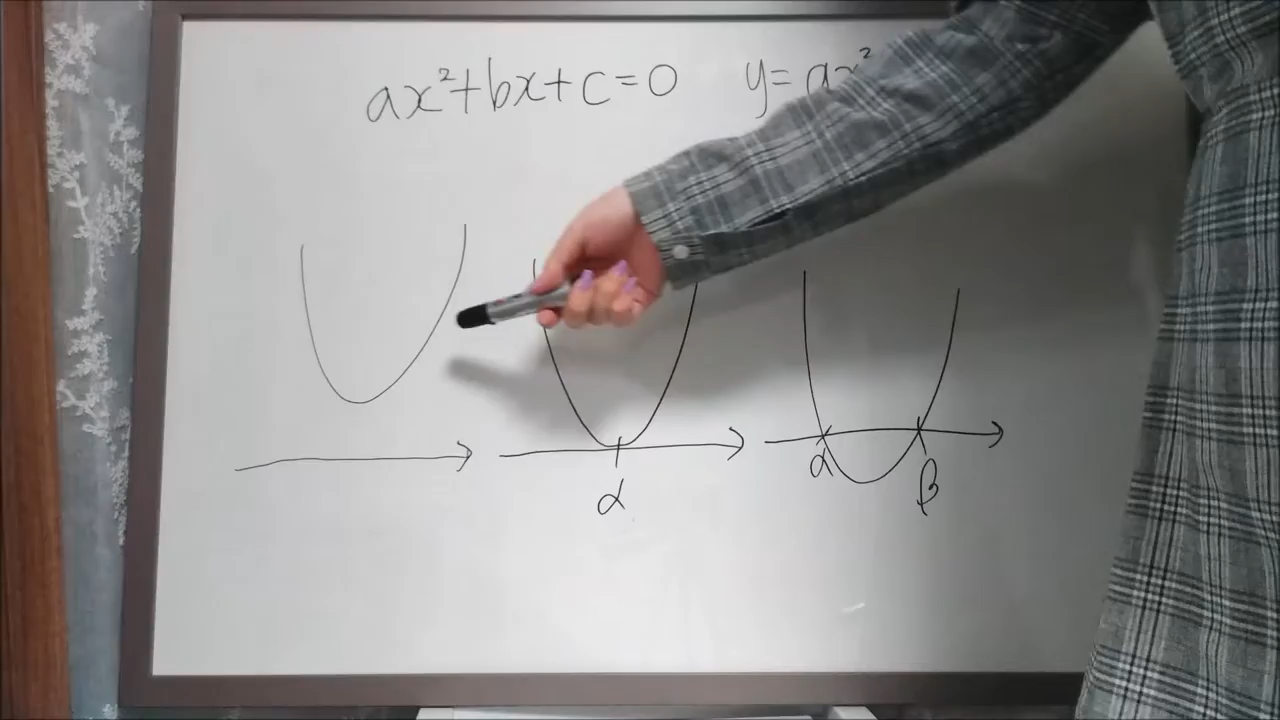 ax²+bx+c=0 y=ax²
α
α β